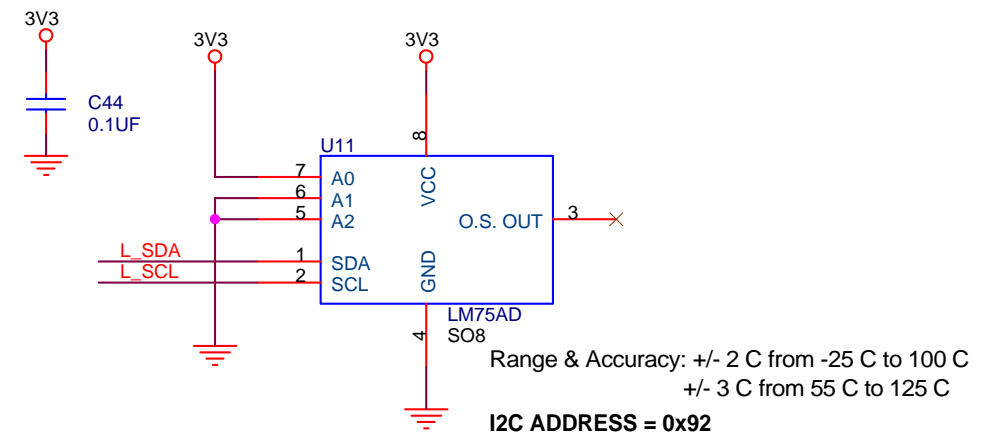 3V3
3V3
3V3
C44
0.1UF
U11
8
VCC
7
A0
6
A1
5
A2
O.S. OUT
3
L_SDA
1
SDA
L_SCL
2
SCL
GND
4
LM75AD
SO8
Range & Accuracy: +/- 2 C from -25 C to 100 C
+/- 3 C from 55 C to 125 C
I2C ADDRESS = 0x92